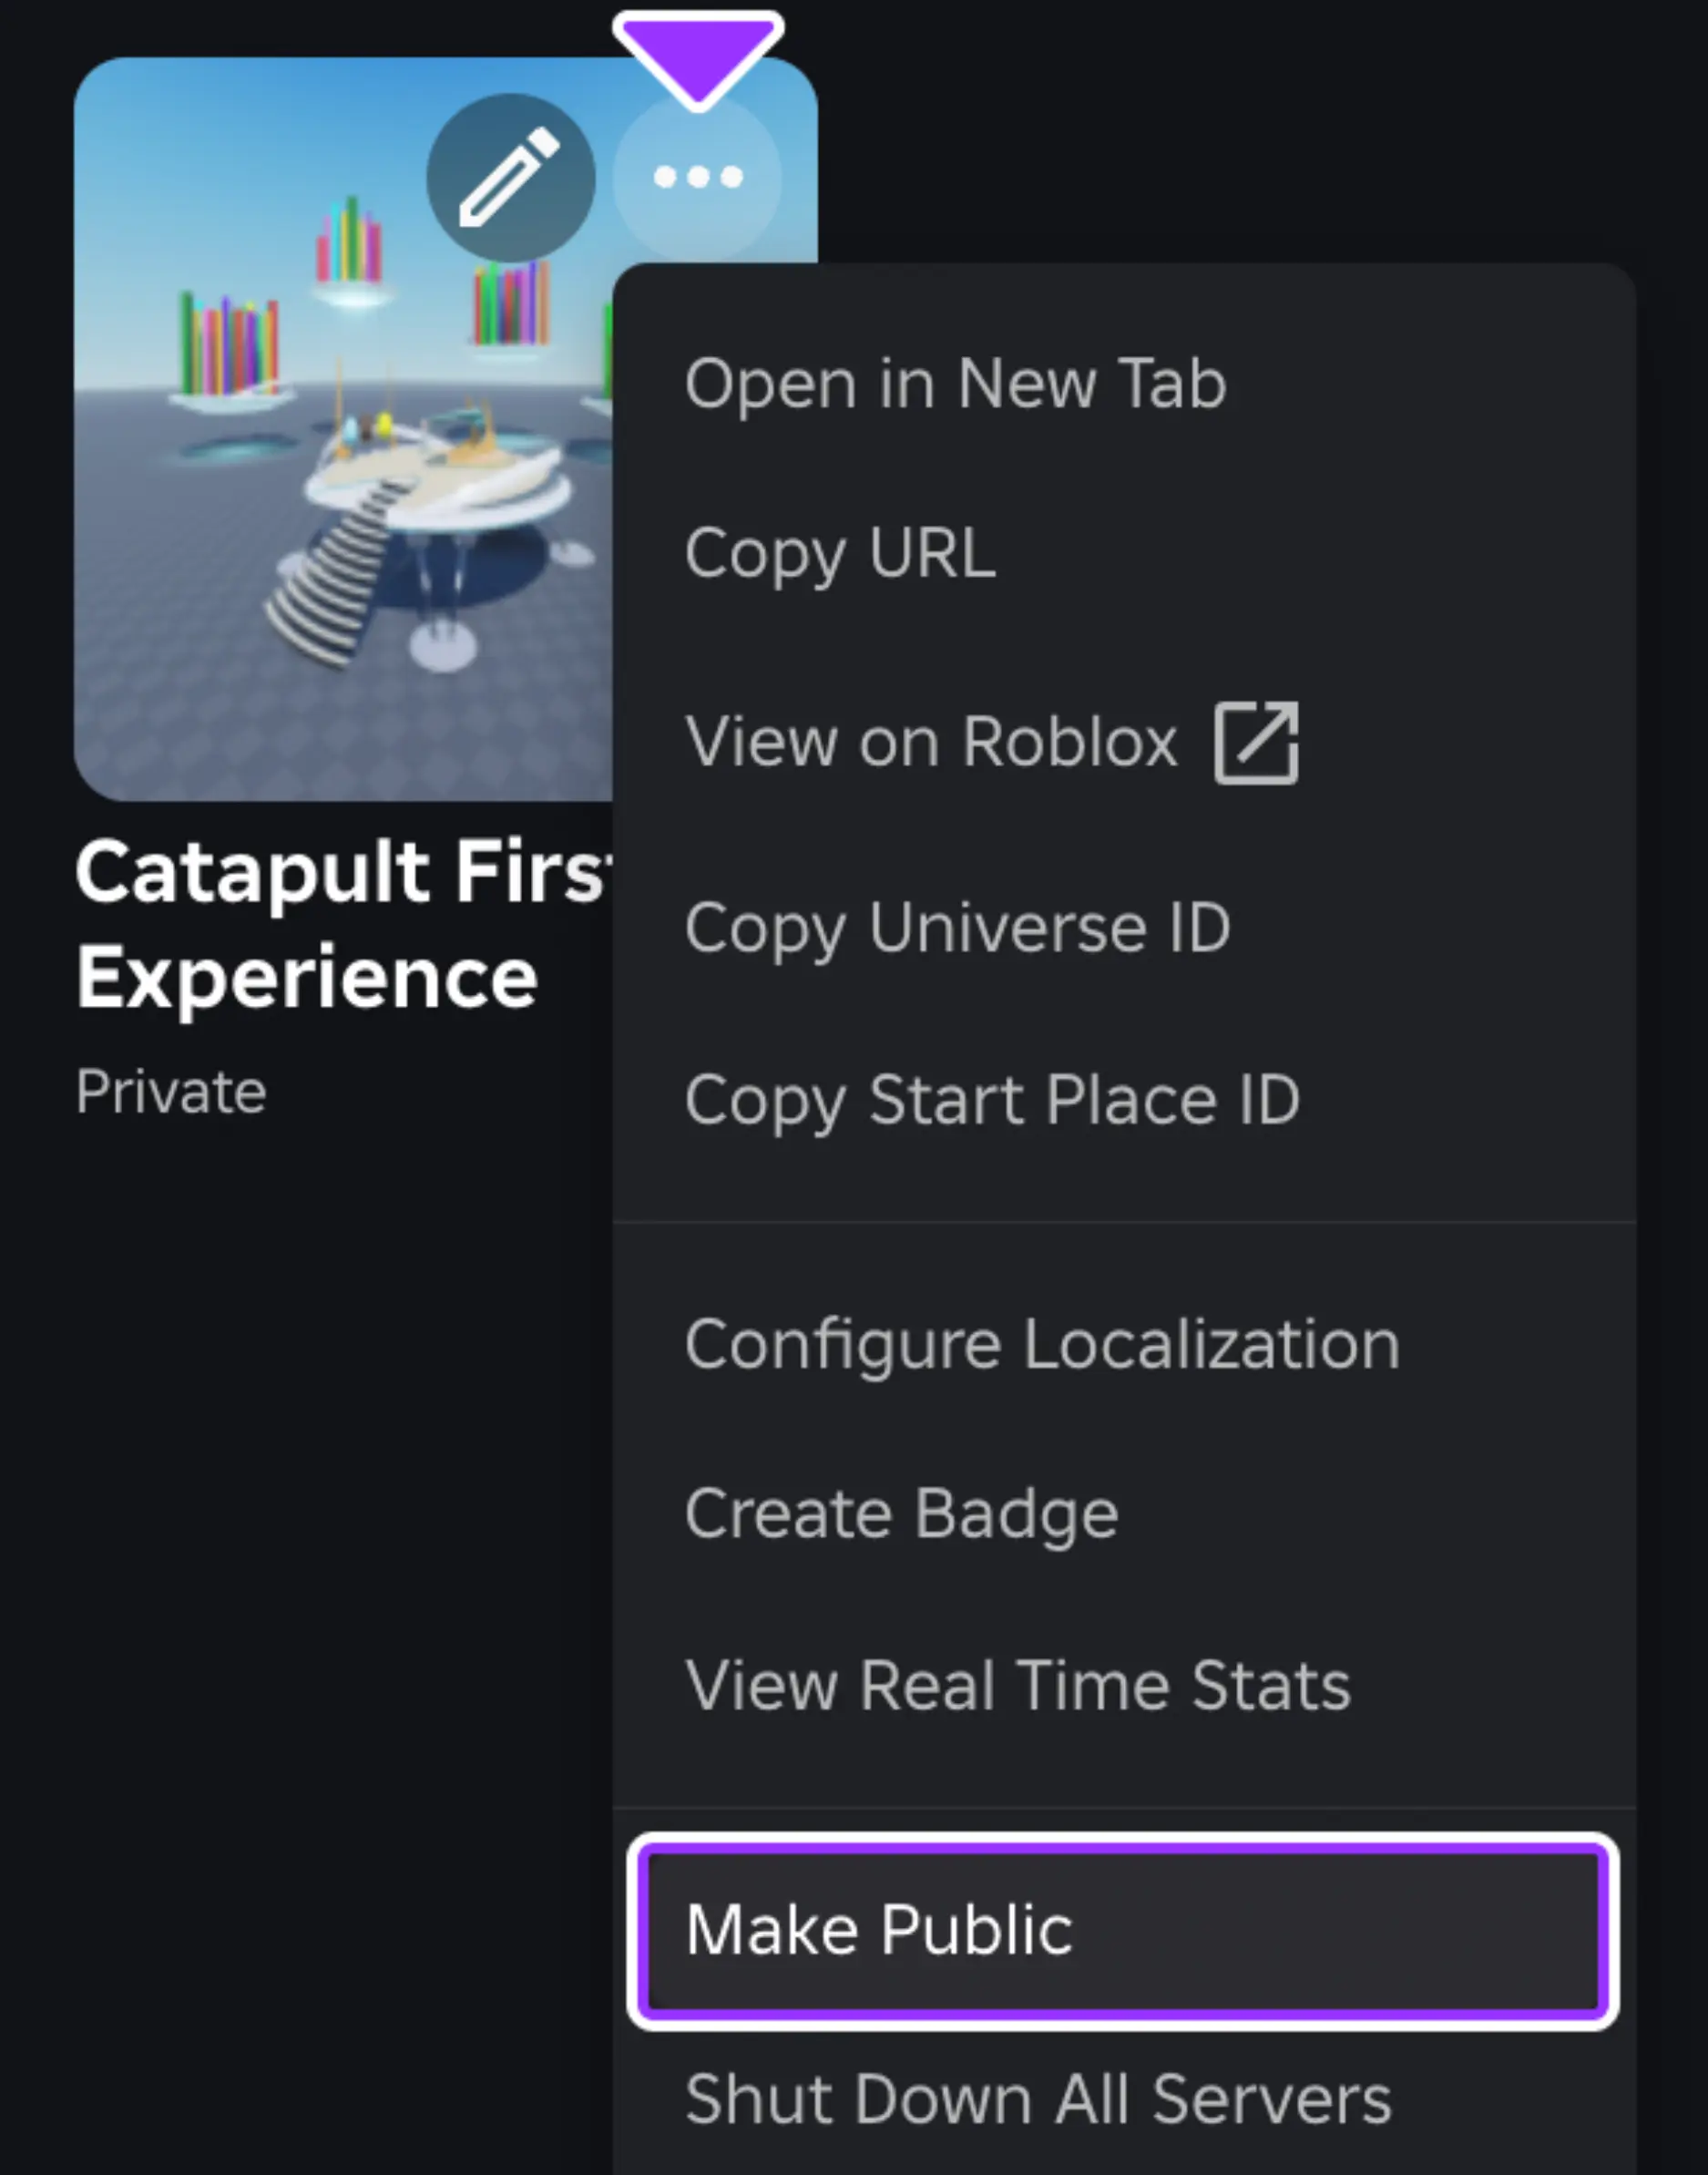 Catapult Firs
Experience
Private
Open in New Tab
Copy URL
View on Roblox
Copy Universe ID
Copy Start Place ID
Configure Localization
Create Badge
View Real Time Stats
Make Public
Shut Down All Servers